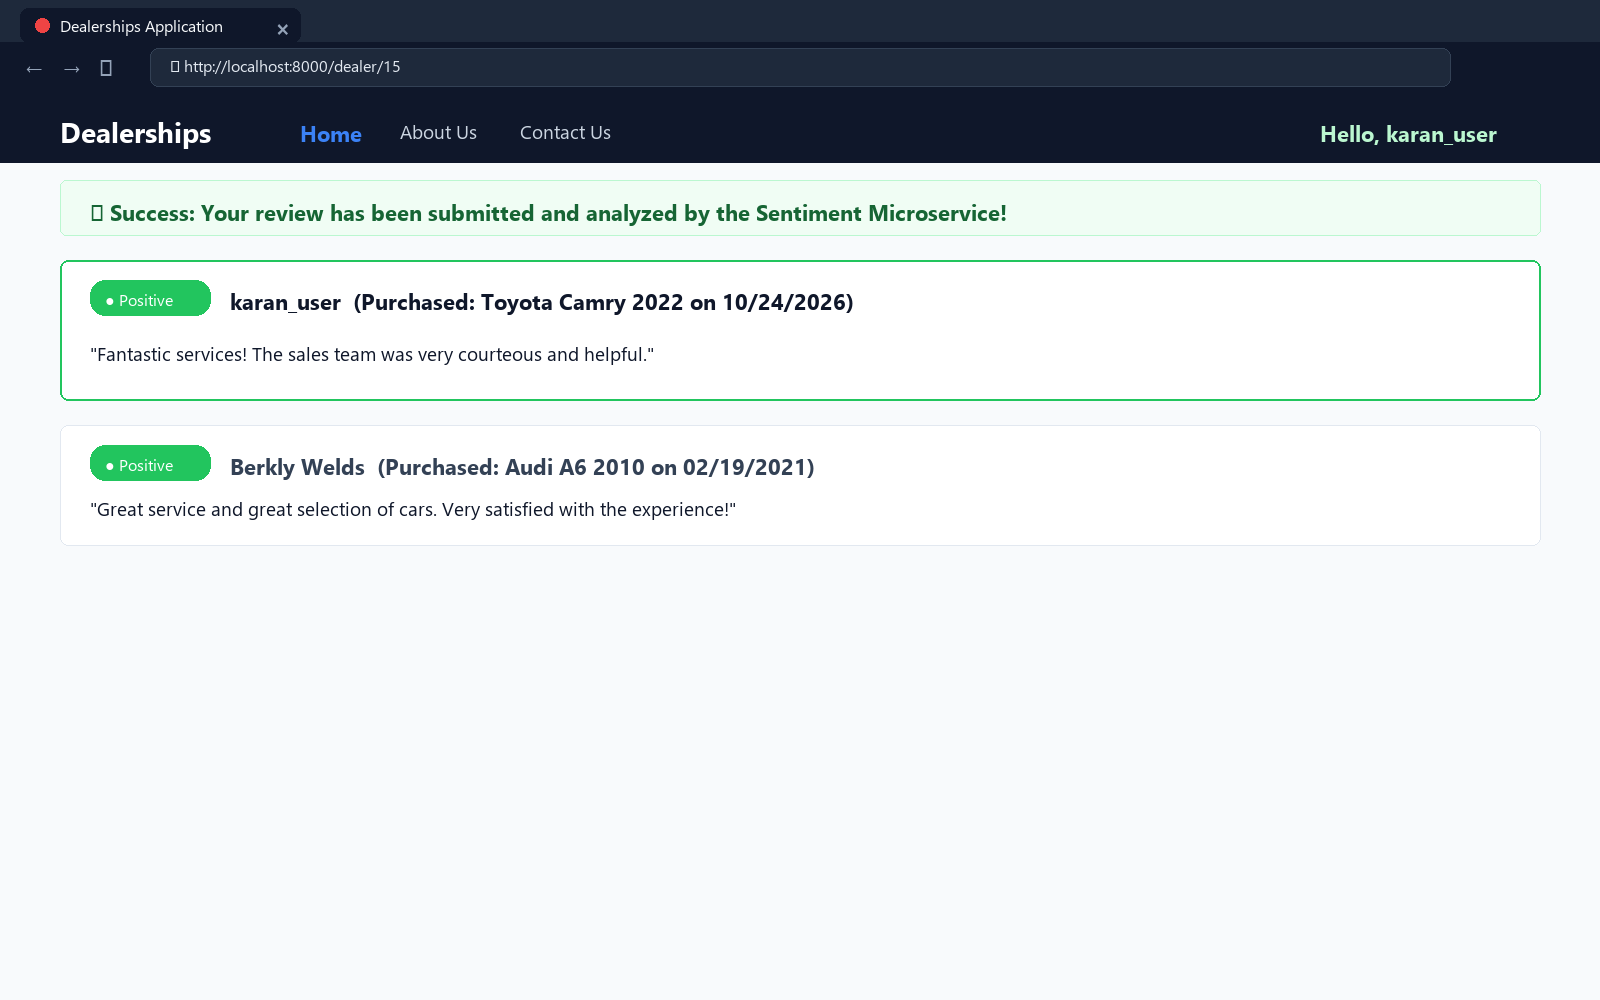 Dealerships Application ×
← → http://localhost:8000/dealer/15
Dealerships Home About Us Contact Us Hello, karan_user
Success: Your review has been submitted and analyzed by the Sentiment Microservice!
● Positive karan_user (Purchased: Toyota Camry 2022 on 10/24/2026)
"Fantastic services! The sales team was very courteous and helpful."
● Positive Berkly Welds (Purchased: Audi A6 2010 on 02/19/2021)
"Great service and great selection of cars. Very satisfied with the experience!"